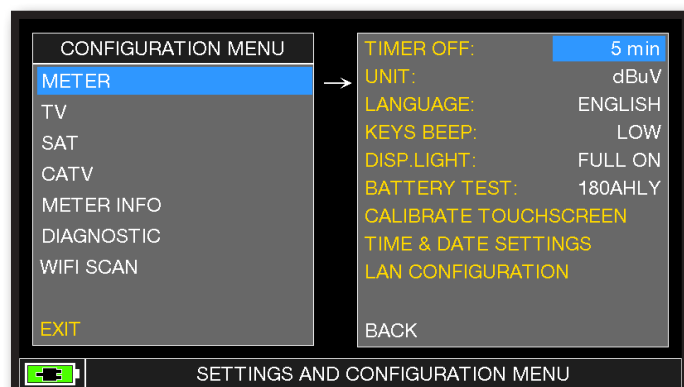 CONFIGURATION MENU
METER
TV
SAT
CATV
METER INFO
DIAGNOSTIC
WIFI SCAN
EXIT
TIMER OFF: 5 min
UNIT: dBuV
LANGUAGE: ENGLISH
KEYS BEEP: LOW
DISP.LIGHT: FULL ON
BATTERY TEST: 180AHLY
CALIBRATE TOUCHSCREEN
TIME & DATE SETTINGS
LAN CONFIGURATION
BACK
SETTINGS AND CONFIGURATION MENU